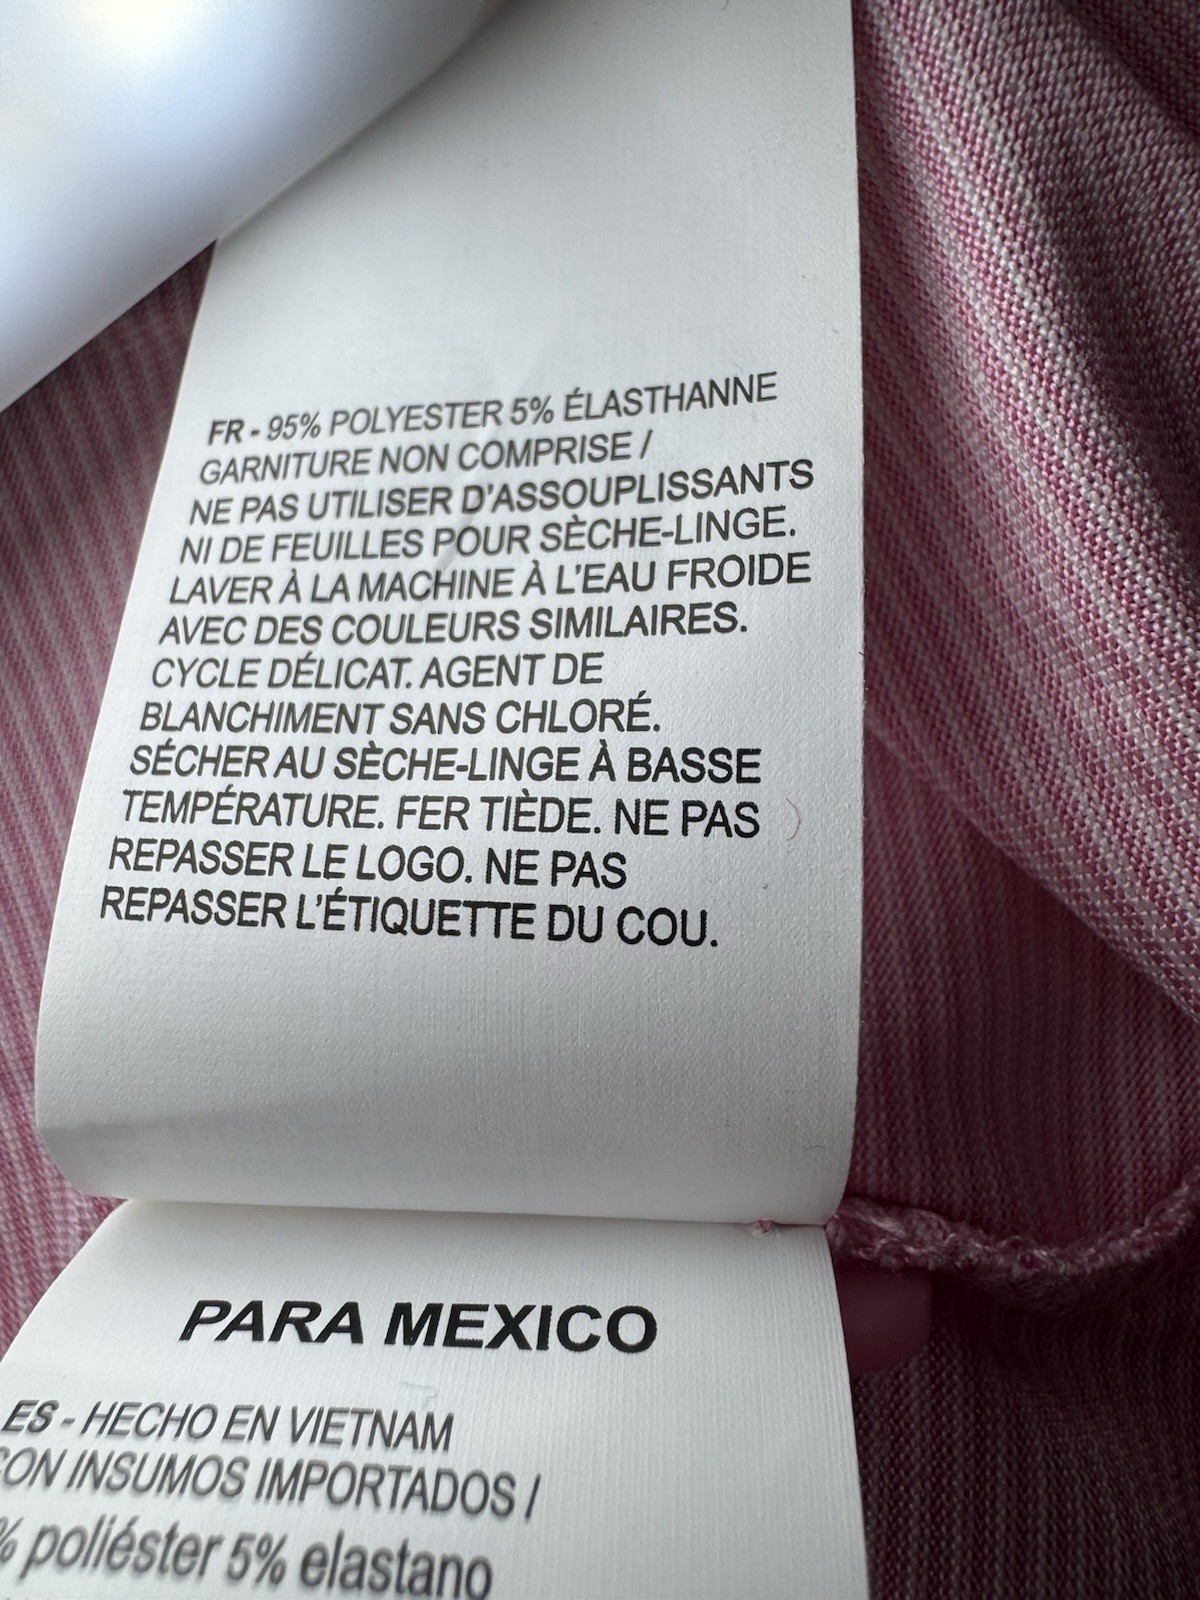 FR - 95% POLYESTER 5% ÉLASTHANNE
GARNITURE NON COMPRISE /
NE PAS UTILISER D'ASSOUPLISSANTS
NI DE FEUILLES POUR SÈCHE-LINGE.
LAVER À LA MACHINE À L'EAU FROIDE
AVEC DES COULEURS SIMILAIRES.
CYCLE DÉLICAT. AGENT DE
BLANCHIMENT SANS CHLORÉ.
SÉCHER AU SÈCHE-LINGE À BASSE
TEMPÉRATURE. FER TIÈDE. NE PAS
REPASSER LE LOGO. NE PAS
REPASSER L'ÉTIQUETTE DU COU.
PARA MEXICO
ES - HECHO EN VIETNAM
CON INSUMOS IMPORTADOS /
% poliéster 5% elastano